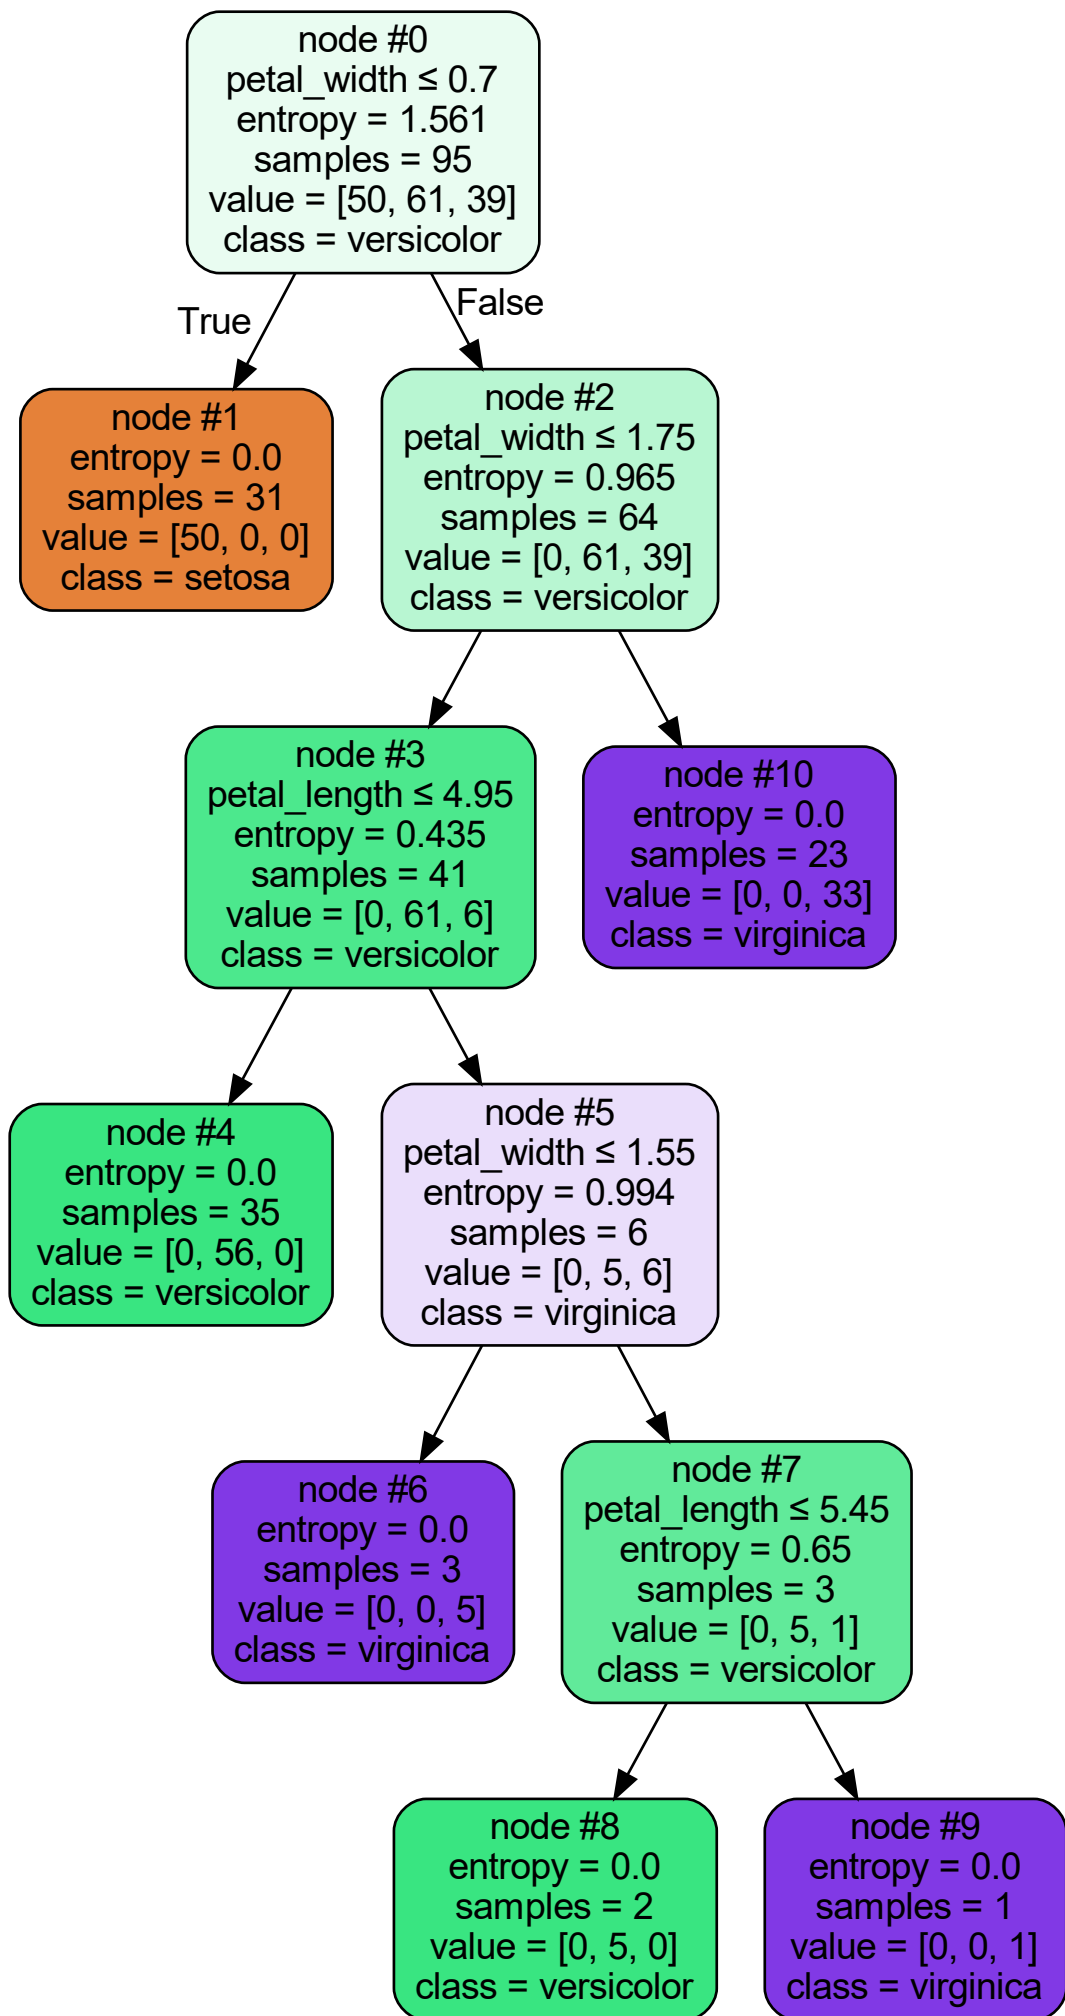 node #0
petal_width ≤ 0.7
entropy = 1.561
samples = 95
value = [50, 61, 39]
class = versicolor
True
False
node #1
entropy = 0.0
samples = 31
value = [50, 0, 0]
class = setosa
node #2
petal_width ≤ 1.75
entropy = 0.965
samples = 64
value = [0, 61, 39]
class = versicolor
node #3
petal_length ≤ 4.95
entropy = 0.435
samples = 41
value = [0, 61, 6]
class = versicolor
node #10
entropy = 0.0
samples = 23
value = [0, 0, 33]
class = virginica
node #4
entropy = 0.0
samples = 35
value = [0, 56, 0]
class = versicolor
node #5
petal_width ≤ 1.55
entropy = 0.994
samples = 6
value = [0, 5, 6]
class = virginica
node #6
entropy = 0.0
samples = 3
value = [0, 0, 5]
class = virginica
node #7
petal_length ≤ 5.45
entropy = 0.65
samples = 3
value = [0, 5, 1]
class = versicolor
node #8
entropy = 0.0
samples = 2
value = [0, 5, 0]
class = versicolor
node #9
entropy = 0.0
samples = 1
value = [0, 0, 1]
class = virginica